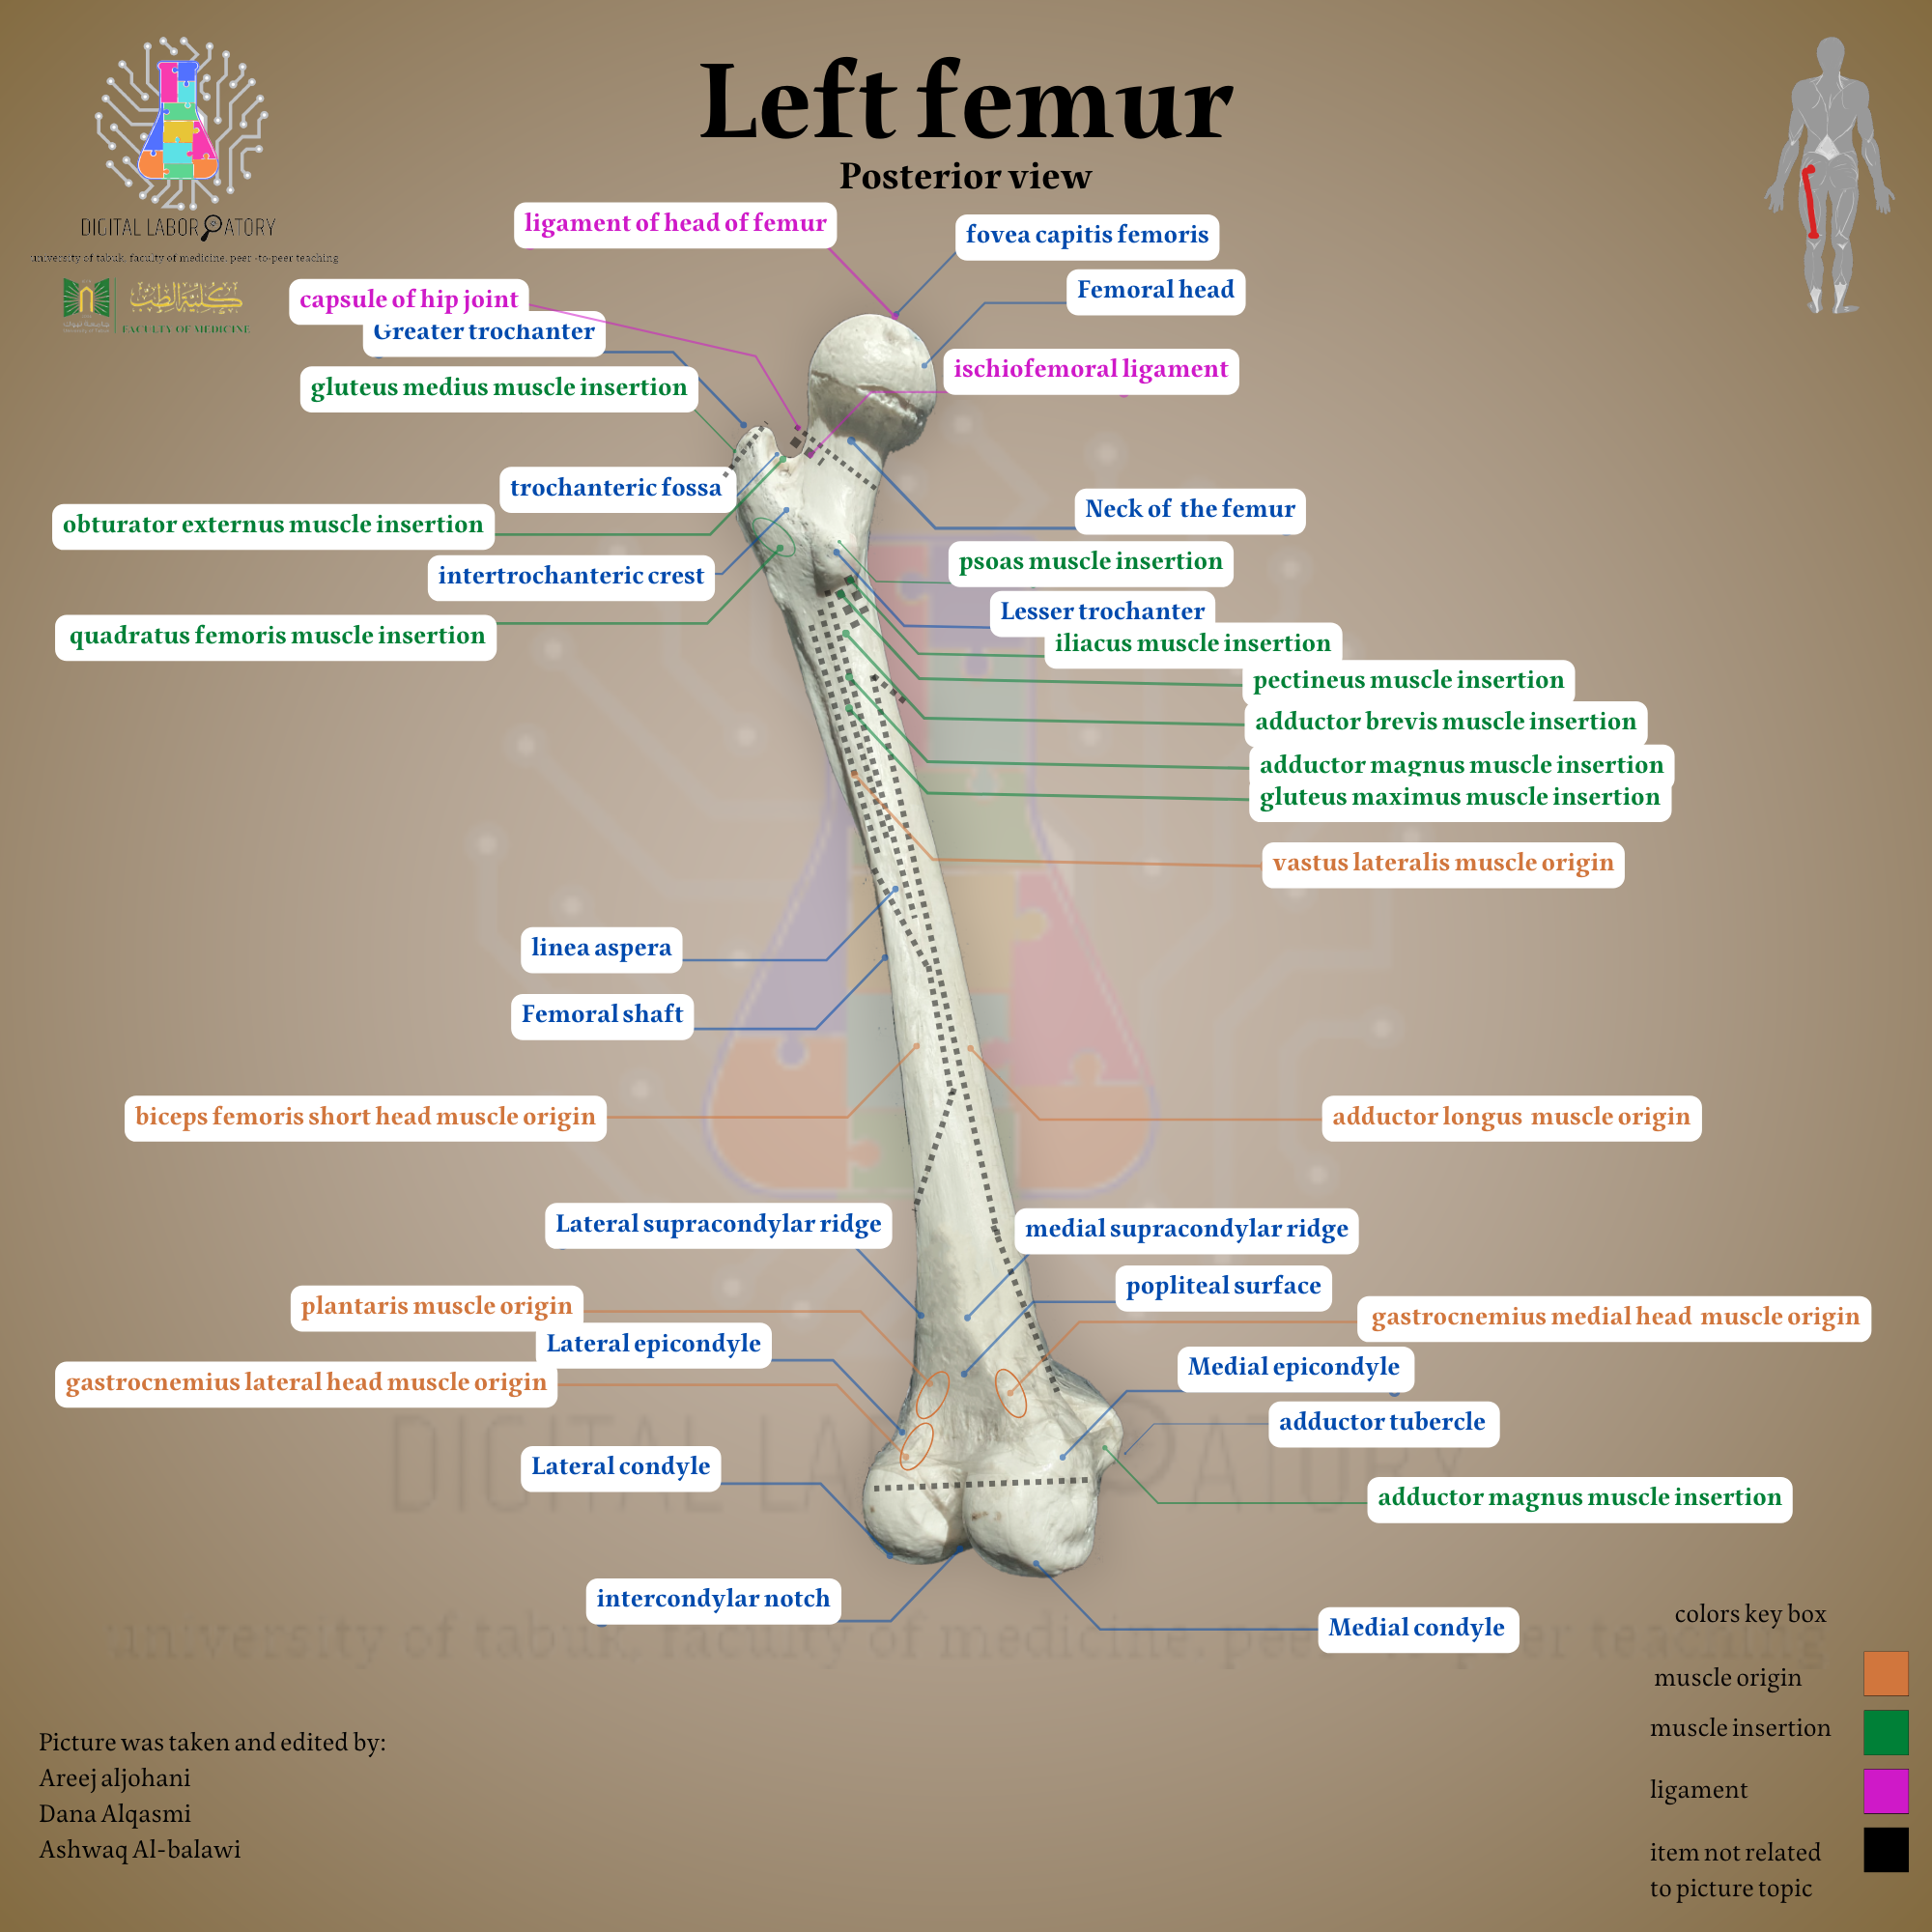 Left femur
Posterior view
DIGITAL LABORATORY
university of tabuk, faculty of medicine, peer -to-peer teaching
كلية الطب
FACULTY OF MEDICINE
ligament of head of femur
fovea capitis femoris
capsule of hip joint
Femoral head
Greater trochanter
ischiofemoral ligament
gluteus medius muscle insertion
trochanteric fossa
Neck of the femur
obturator externus muscle insertion
psoas muscle insertion
intertrochanteric crest
Lesser trochanter
quadratus femoris muscle insertion
iliacus muscle insertion
pectineus muscle insertion
adductor brevis muscle insertion
adductor magnus muscle insertion
gluteus maximus muscle insertion
vastus lateralis muscle origin
linea aspera
Femoral shaft
biceps femoris short head muscle origin
adductor longus muscle origin
Lateral supracondylar ridge
medial supracondylar ridge
popliteal surface
plantaris muscle origin
gastrocnemius medial head muscle origin
Lateral epicondyle
Medial epicondyle
gastrocnemius lateral head muscle origin
adductor tubercle
Lateral condyle
adductor magnus muscle insertion
intercondylar notch
Medial condyle
DIGITAL LABORATORY
university of tabuk, faculty of medicine, peer -to-peer teaching
colors key box
muscle origin
muscle insertion
ligament
item not related
to picture topic
Picture was taken and edited by:
Areej aljohani
Dana Alqasmi
Ashwaq Al-balawi